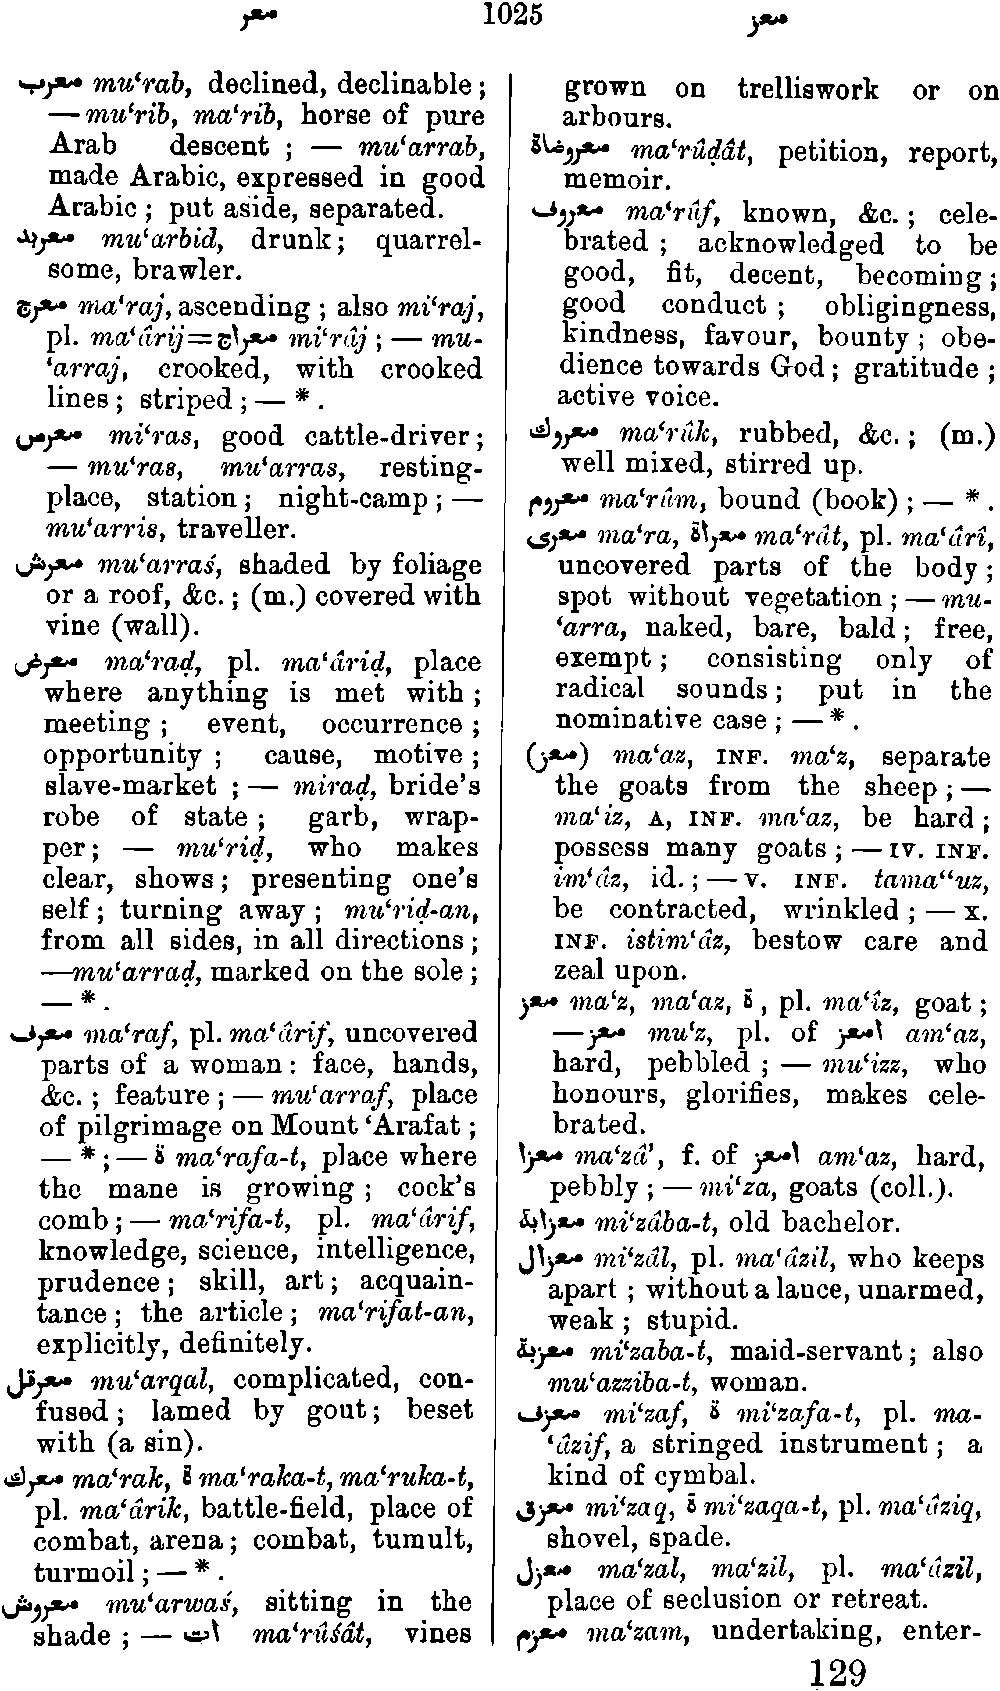 معر 1025 معز
معرب mu‘rab, declined, declinable ;
— mu‘rib, ma‘rib, horse of pure
Arab descent ; — mu‘arrab,
made Arabic, expressed in good
Arabic ; put aside, separated.
معربد mu‘arbid, drunk ; quarrel-
some, brawler.
معرج ma‘raj, ascending ; also mi‘raj,
pl. ma‘ârij = معراج mi‘râj ; — mu-
‘arraj, crooked, with crooked
lines ; striped ; — * .
معرس mi‘ras, good cattle-driver ;
— mu‘ras, mu‘arras, resting-
place, station ; night-camp ; —
mu‘arris, traveller.
معرش mu‘arraś, shaded by foliage
or a roof, &c. ; (m.) covered with
vine (wall).
معرض ma‘raḍ, pl. ma‘âriḍ, place
where anything is met with ;
meeting ; event, occurrence ;
opportunity ; cause, motive ;
slave-market ; — miraḍ, bride's
robe of state ; garb, wrap-
per ; — mu‘riḍ, who makes
clear, shows ; presenting one's
self ; turning away ; mu‘riḍ-an,
from all sides, in all directions ;
—mu‘arraḍ, marked on the sole ;
— * .
معرف ma‘raf, pl. ma‘ârif, uncovered
parts of a woman : face, hands,
&c. ; feature ; — mu‘arraf, place
of pilgrimage on Mount ‘Arafat ;
— * ; — ة ma‘rafa-t, place where
the mane is growing ; cock's
comb ; — ma‘rifa-t, pl. ma‘ârif,
knowledge, science, intelligence,
prudence ; skill, art ; acquain-
tance ; the article ; ma‘rifat-an,
explicitly, definitely.
معرقل mu‘arqal, complicated, con-
fused ; lamed by gout ; beset
with (a sin).
معرك ma‘rak, ة ma‘raka-t, ma‘ruka-t,
pl. ma‘ârik, battle-field, place of
combat, arena ; combat, tumult,
turmoil ; — * .
معروش mu‘arwaś, sitting in the
shade ; — ات ma‘rûśât, vines
grown on trelliswork or on
arbours.
معروضاة ma‘rûḍât, petition, report,
memoir.
معروف ma‘rûf, known, &c. ; cele-
brated ; acknowledged to be
good, fit, decent, becoming ;
good conduct ; obligingness,
kindness, favour, bounty ; obe-
dience towards God ; gratitude ;
active voice.
معروك ma‘rûk, rubbed, &c. ; (m.)
well mixed, stirred up.
معروم ma‘rûm, bound (book) ; — * .
معرى ma‘ra, معراة ma‘rât, pl. ma‘ârî,
uncovered parts of the body ;
spot without vegetation ; — mu-
‘arra, naked, bare, bald ; free,
exempt ; consisting only of
radical sounds ; put in the
nominative case ; — * .
(معز) ma‘az, INF. ma‘z, separate
the goats from the sheep ; —
ma‘iz, A, INF. ma‘az, be hard ;
possess many goats ; — IV. INF.
im‘âz, id. ; — V. INF. tama‘‘uz,
be contracted, wrinkled ; — X.
INF. istim‘âz, bestow care and
zeal upon.
معز ma‘z, ma‘az, ة , pl. ma‘îz, goat ;
— معز mu‘z, pl. of امعز am‘az,
hard, pebbled ; — mu‘izz, who
honours, glorifies, makes cele-
brated.
معزا ma‘zâ’, f. of امعز am‘az, hard,
pebbly ; — mi‘za, goats (coll.).
معزابة mi‘zâba-t, old bachelor.
معزال mi‘zâl, pl. ma‘âzil, who keeps
apart ; without a lance, unarmed,
weak ; stupid.
معزبة mi‘zaba-t, maid-servant ; also
mu‘azziba-t, woman.
معزف mi‘zaf, ة mi‘zafa-t, pl. ma-
‘âzif, a stringed instrument ; a
kind of cymbal.
معزق mi‘zaq, ة mi‘zaqa-t, pl. ma‘âziq,
shovel, spade.
معزل ma‘zal, ma‘zil, pl. ma‘âzil,
place of seclusion or retreat.
معزم ma‘zam, undertaking, enter-
129